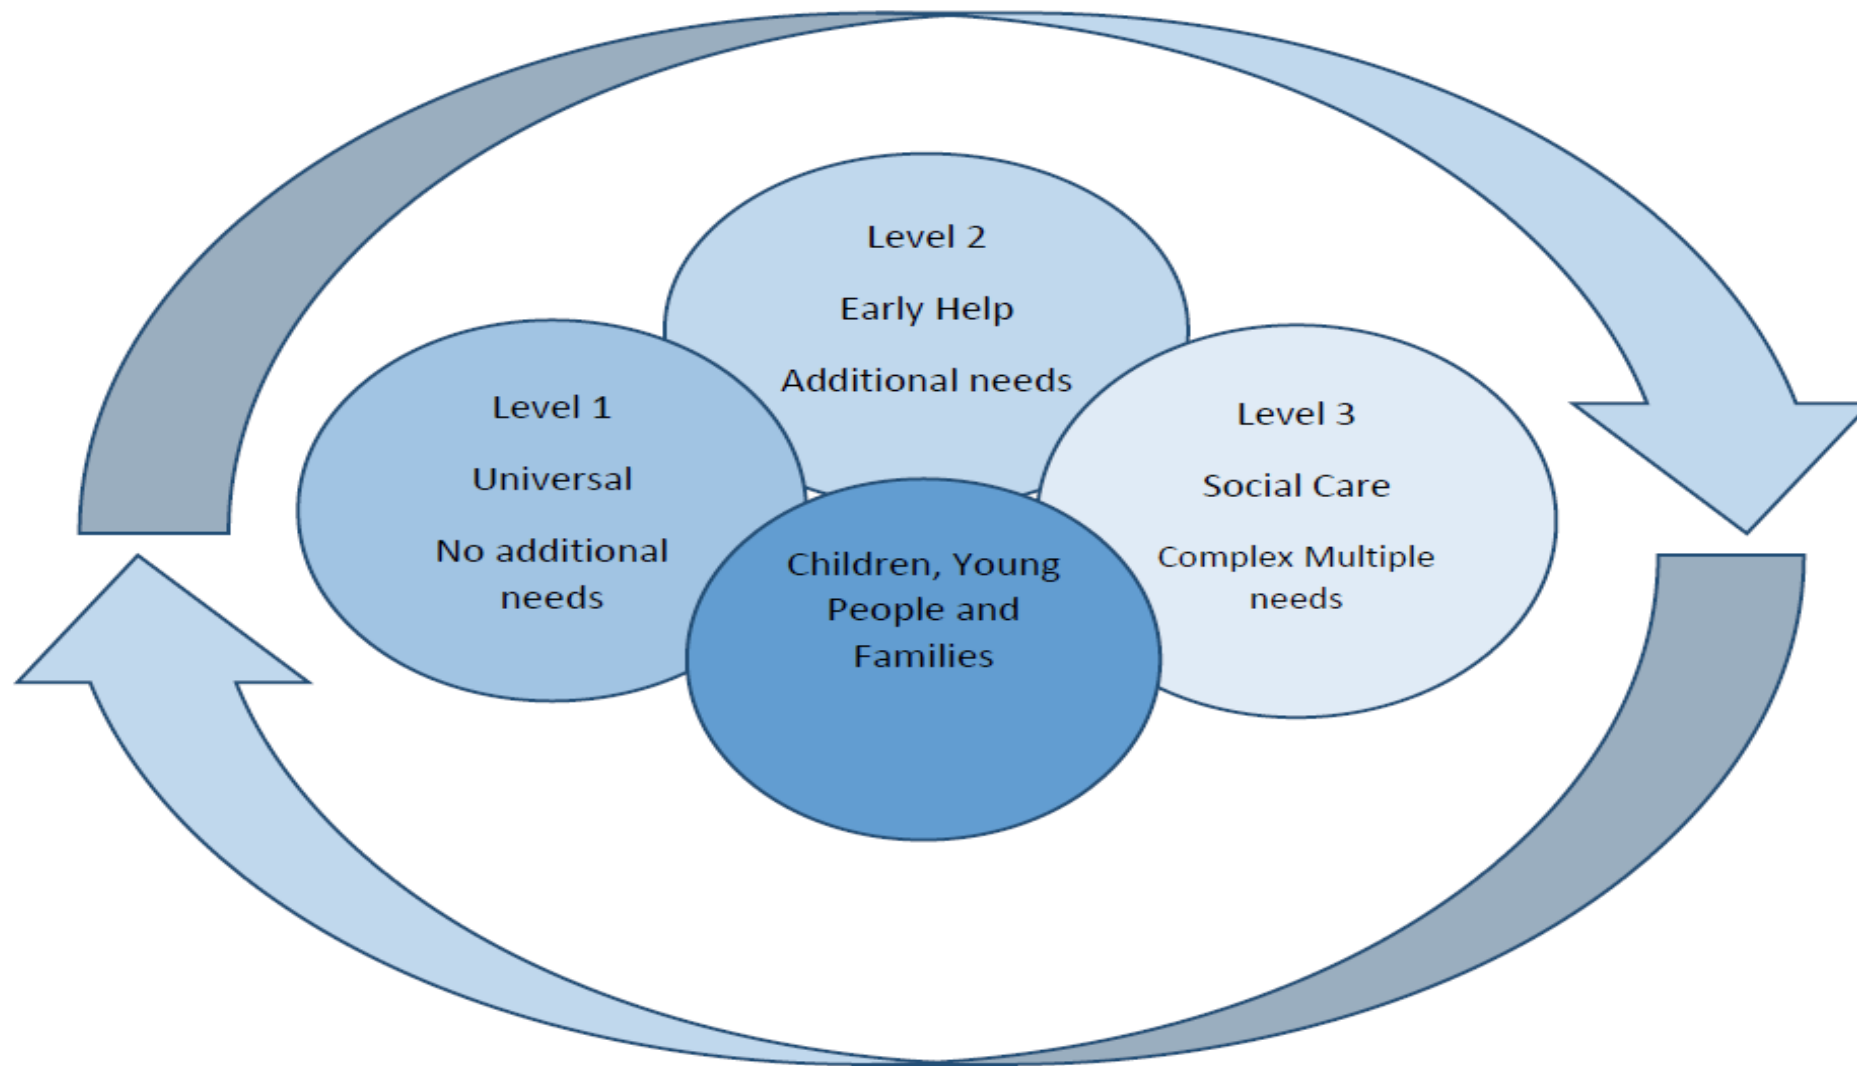 Level 2
Early Help
Additional needs
Level 1
Universal
No additional
needs
Level 3
Social Care
Complex Multiple
needs
Children, Young
People and
Families